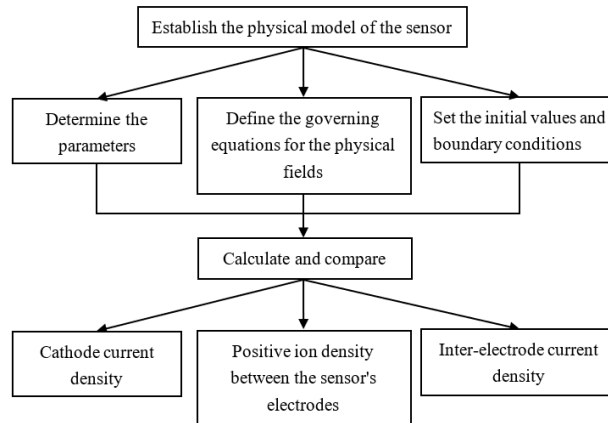 Establish the physical model of the sensor
Determine the
parameters
Define the governing
equations for the physical
fields
Set the initial values and
boundary conditions
Calculate and compare
Cathode current
density
Positive ion density
between the sensor's
electrodes
Inter-electrode current
density